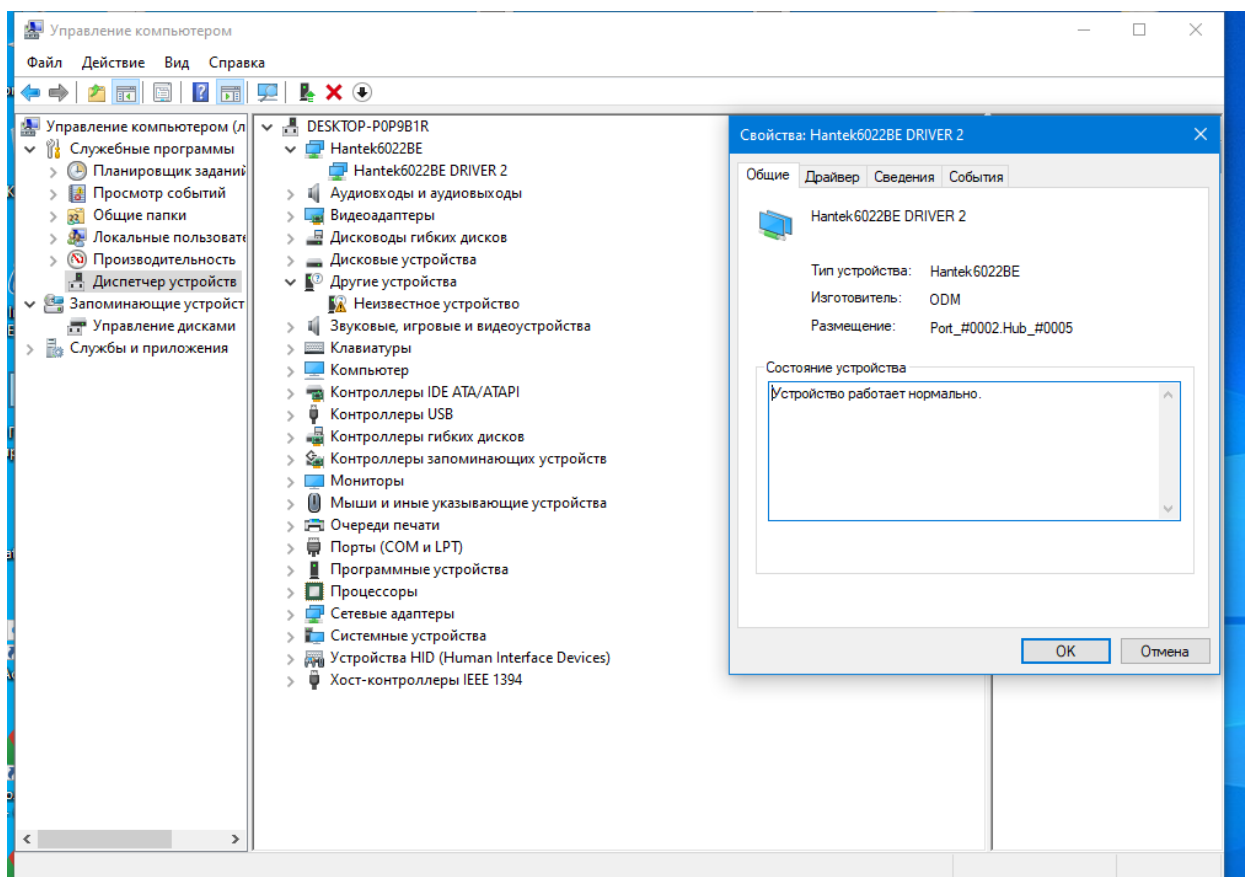 Управление компьютером
Файл Действие Вид Справка
Управление компьютером (л
Служебные программы
Планировщик заданий
Просмотр событий
Общие папки
Локальные пользовате
Производительность
Диспетчер устройств
Запоминающие устройст
Управление дисками
Службы и приложения
DESKTOP-P0P9B1R
Hantek6022BE
Hantek6022BE DRIVER 2
Аудиовходы и аудиовыходы
Видеоадаптеры
Дисководы гибких дисков
Дисковые устройства
Другие устройства
Неизвестное устройство
Звуковые, игровые и видеоустройства
Клавиатуры
Компьютер
Контроллеры IDE ATA/ATAPI
Контроллеры USB
Контроллеры гибких дисков
Контроллеры запоминающих устройств
Мониторы
Мыши и иные указывающие устройства
Очереди печати
Порты (COM и LPT)
Программные устройства
Процессоры
Сетевые адаптеры
Системные устройства
Устройства HID (Human Interface Devices)
Хост-контроллеры IEEE 1394
Свойства: Hantek6022BE DRIVER 2
Общие Драйвер Сведения События
Hantek6022BE DRIVER 2
Тип устройства: Hantek6022BE
Изготовитель: ODM
Размещение: Port_#0002.Hub_#0005
Состояние устройства
Устройство работает нормально.
OK Отмена